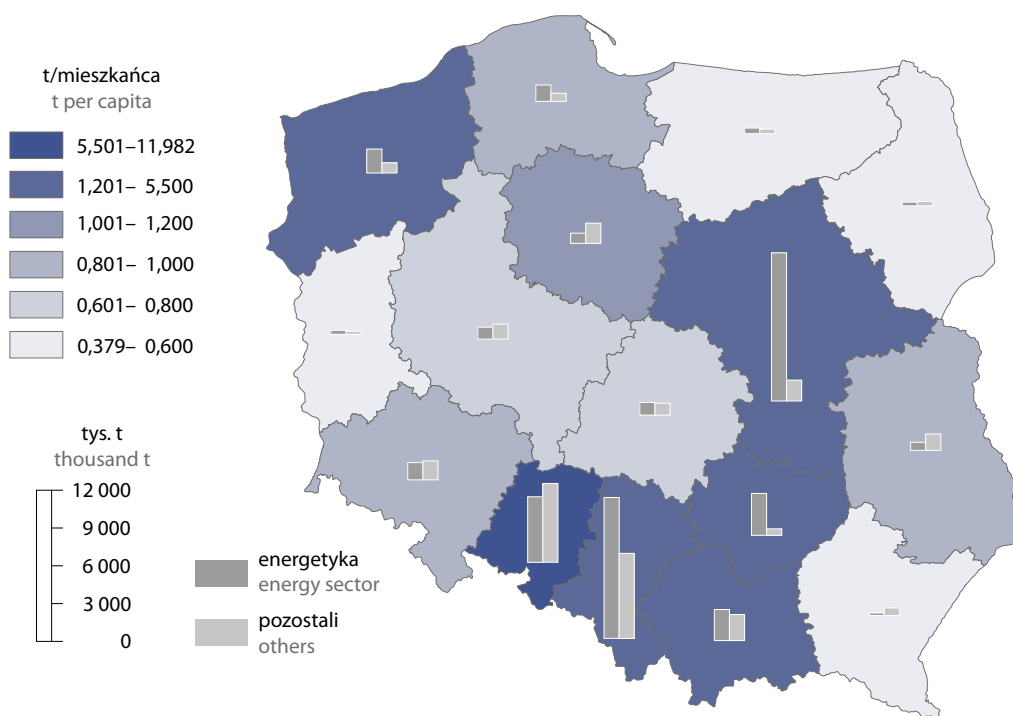 t/mieszkańca
t per capita
5,501–11,982
1,201– 5,500
1,001– 1,200
0,801– 1,000
0,601– 0,800
0,379– 0,600
tys. t
thousand t
12 000
9 000
6 000
3 000
0
energetyka
energy sector
pozostali
others